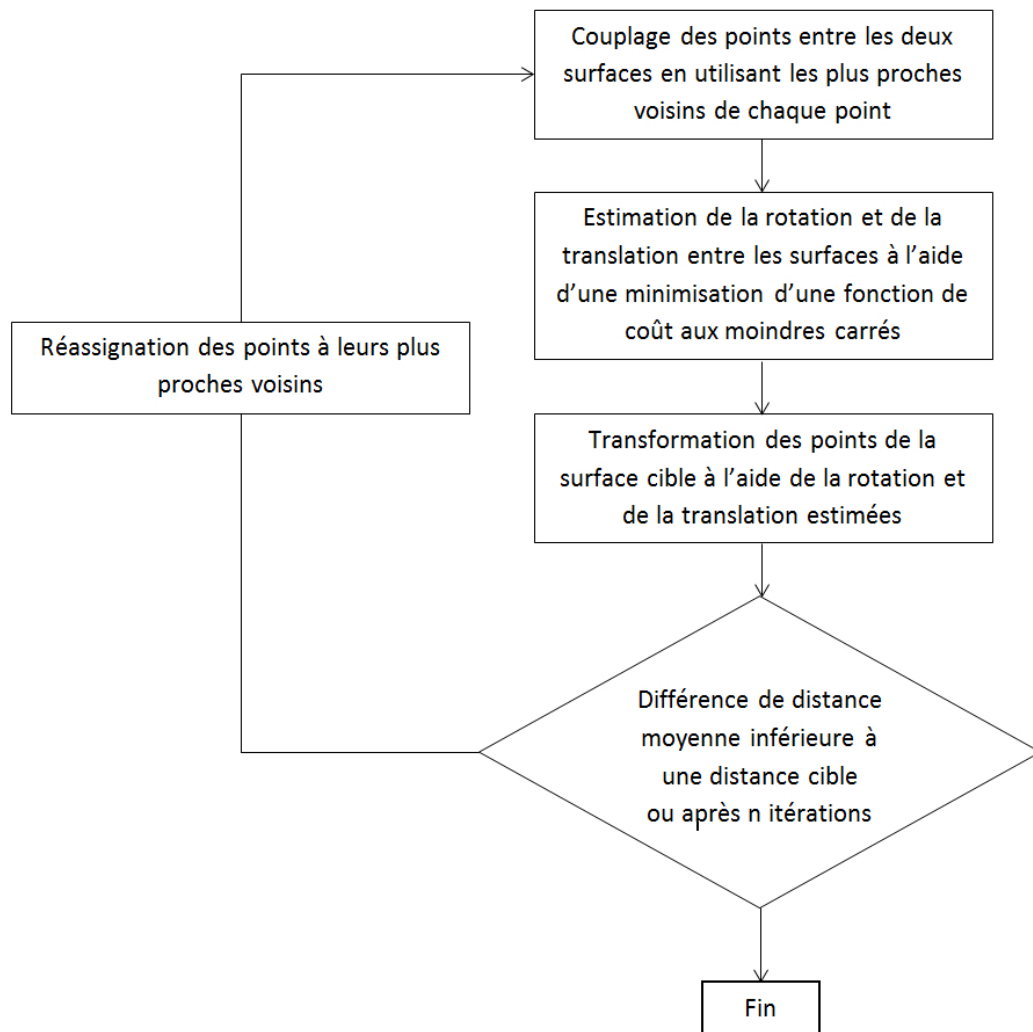 Couplage des points entre les deux
surfaces en utilisant les plus proches
voisins de chaque point
Estimation de la rotation et de la
translation entre les surfaces à l’aide
d’une minimisation d’une fonction de
coût aux moindres carrés
Réassignation des points à leurs plus
proches voisins
Transformation des points de la
surface cible à l’aide de la rotation et
de la translation estimées
Différence de distance
moyenne inférieure à
une distance cible
ou après n itérations
Fin